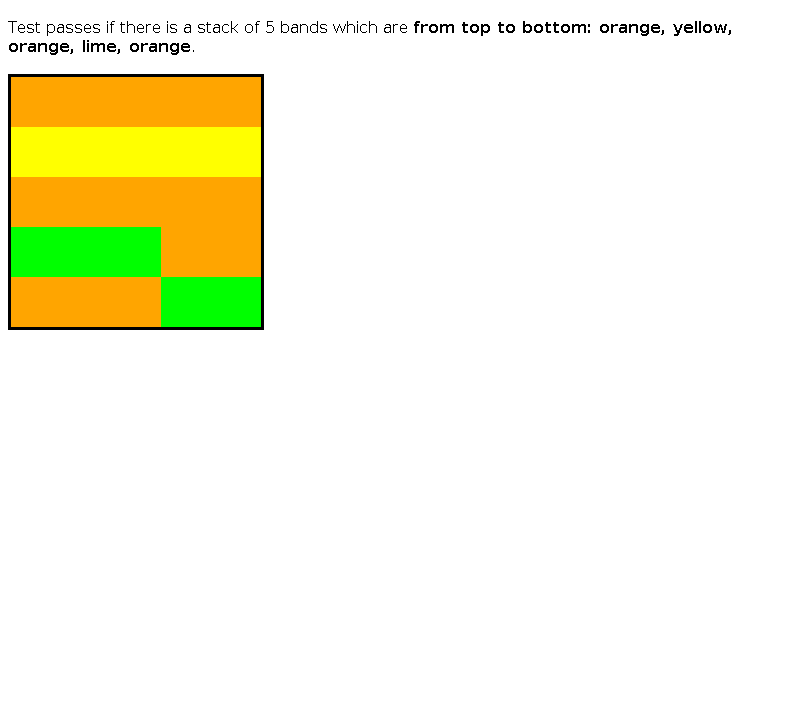 Test passes if there is a stack of 5 bands which are from top to bottom: orange, yellow,
orange, lime, orange.